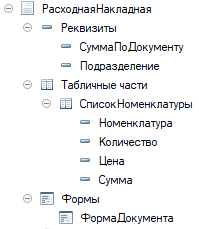 РасходнаяНакладная
Реквизиты
СуммаПоДокументу
Подразделение
Табличные части
СписокНоменклатуры
Номенклатура
Количество
Цена
Сумма
Формы
ФормаДокумента